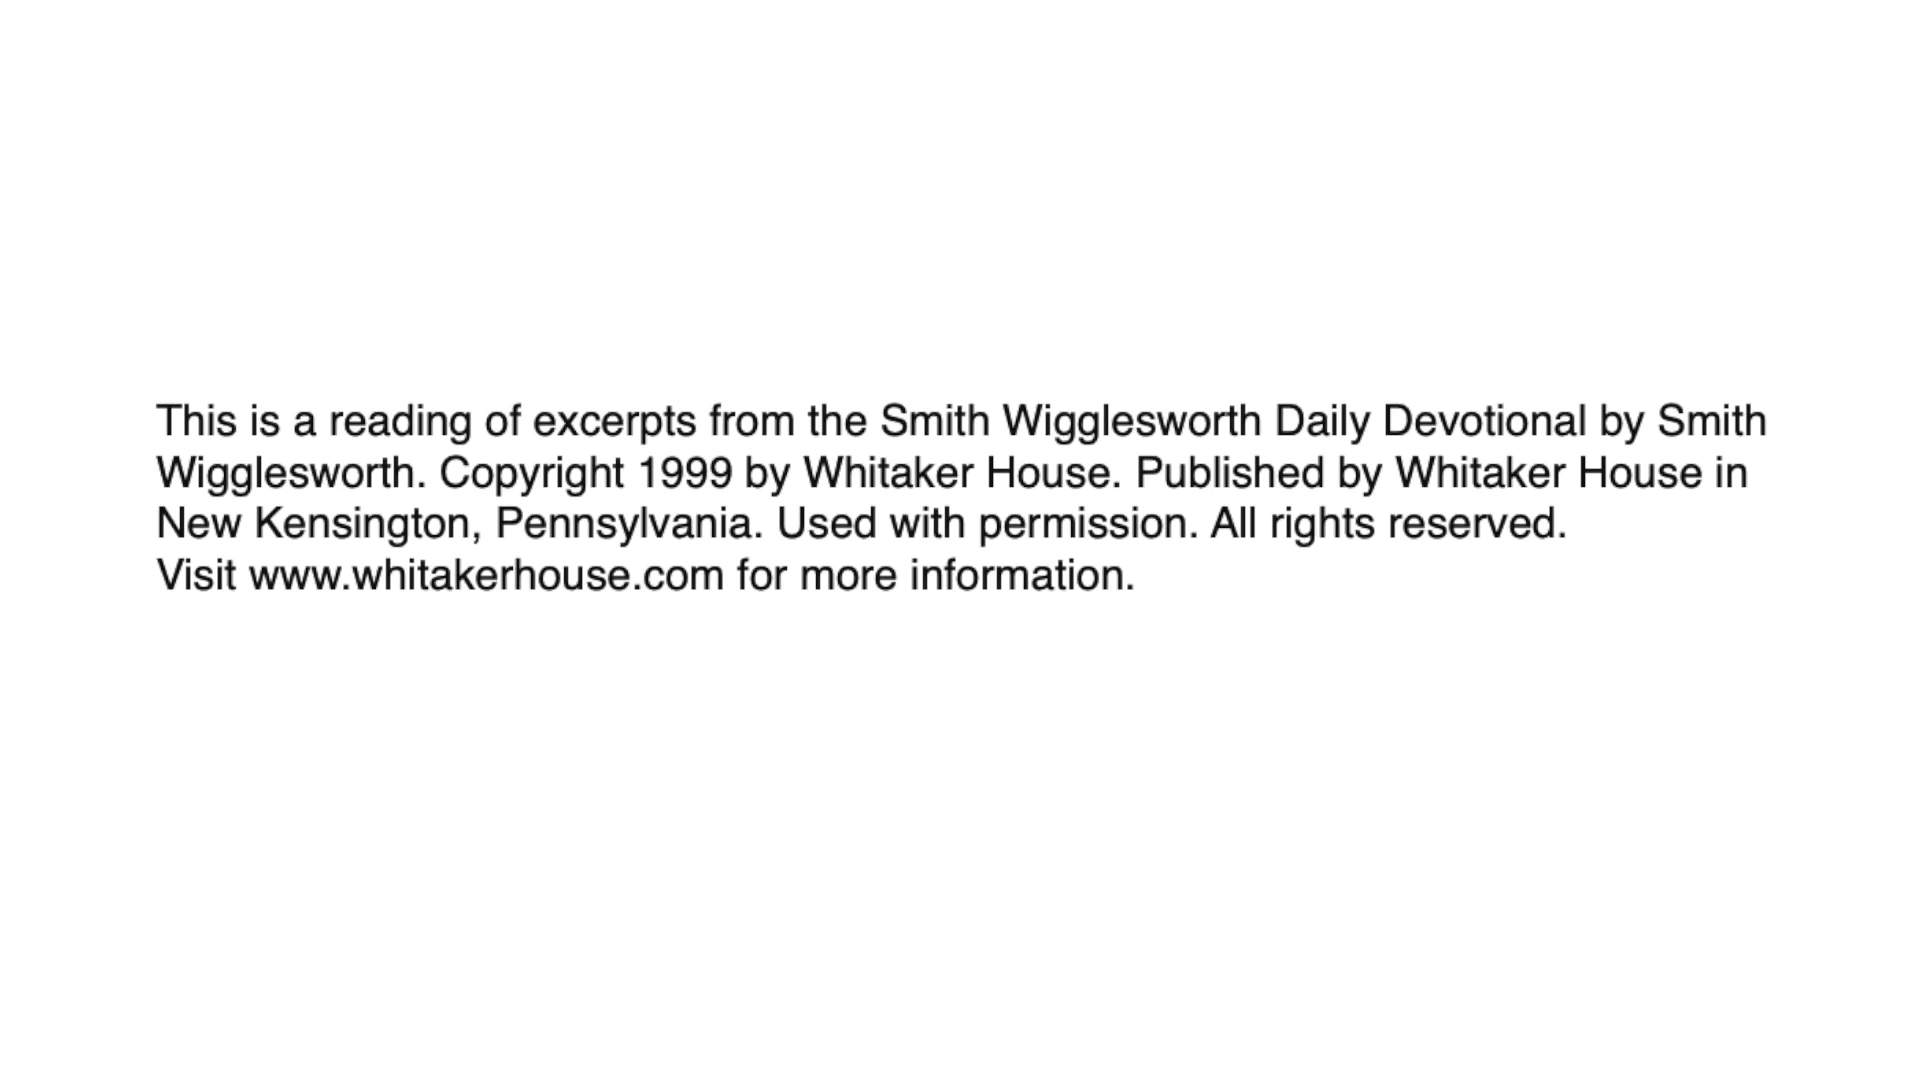 This is a reading of excerpts from the Smith Wigglesworth Daily Devotional by Smith
Wigglesworth. Copyright 1999 by Whitaker House. Published by Whitaker House in
New Kensington, Pennsylvania. Used with permission. All rights reserved.
Visit www.whitakerhouse.com for more information.